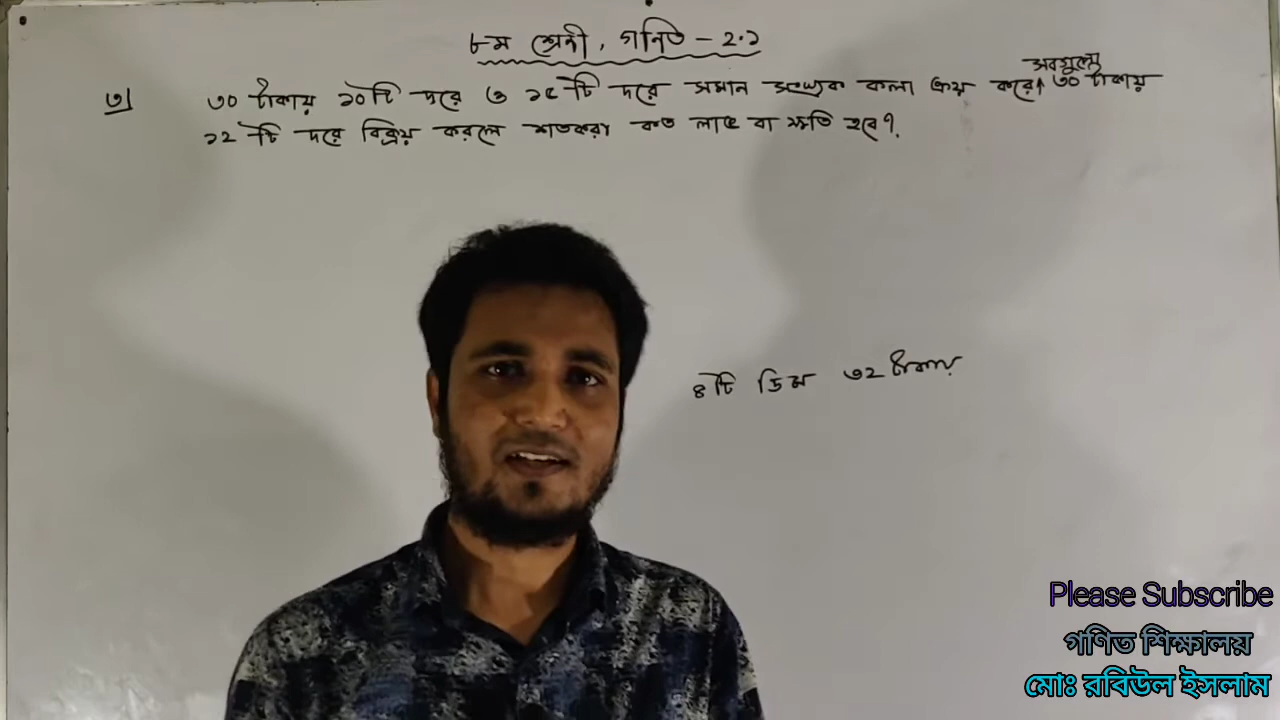 ৮ম শ্রেনী, গনিত - ২.১
অবগুলো
৩| ৩০ টাকায় ১০টি দরে ও ১৫টি দরে সমান সংখ্যক কলা ক্রয় করে ৩০ টাকায়
১২ টি দরে বিক্রয় করলে শতকরা কত লাভ বা ক্ষতি হবে?
৪টি ডিম ৩২ টাকায়
Please Subscribe
গণিত শিক্ষালয়
মোঃ রবিউল ইসলাম